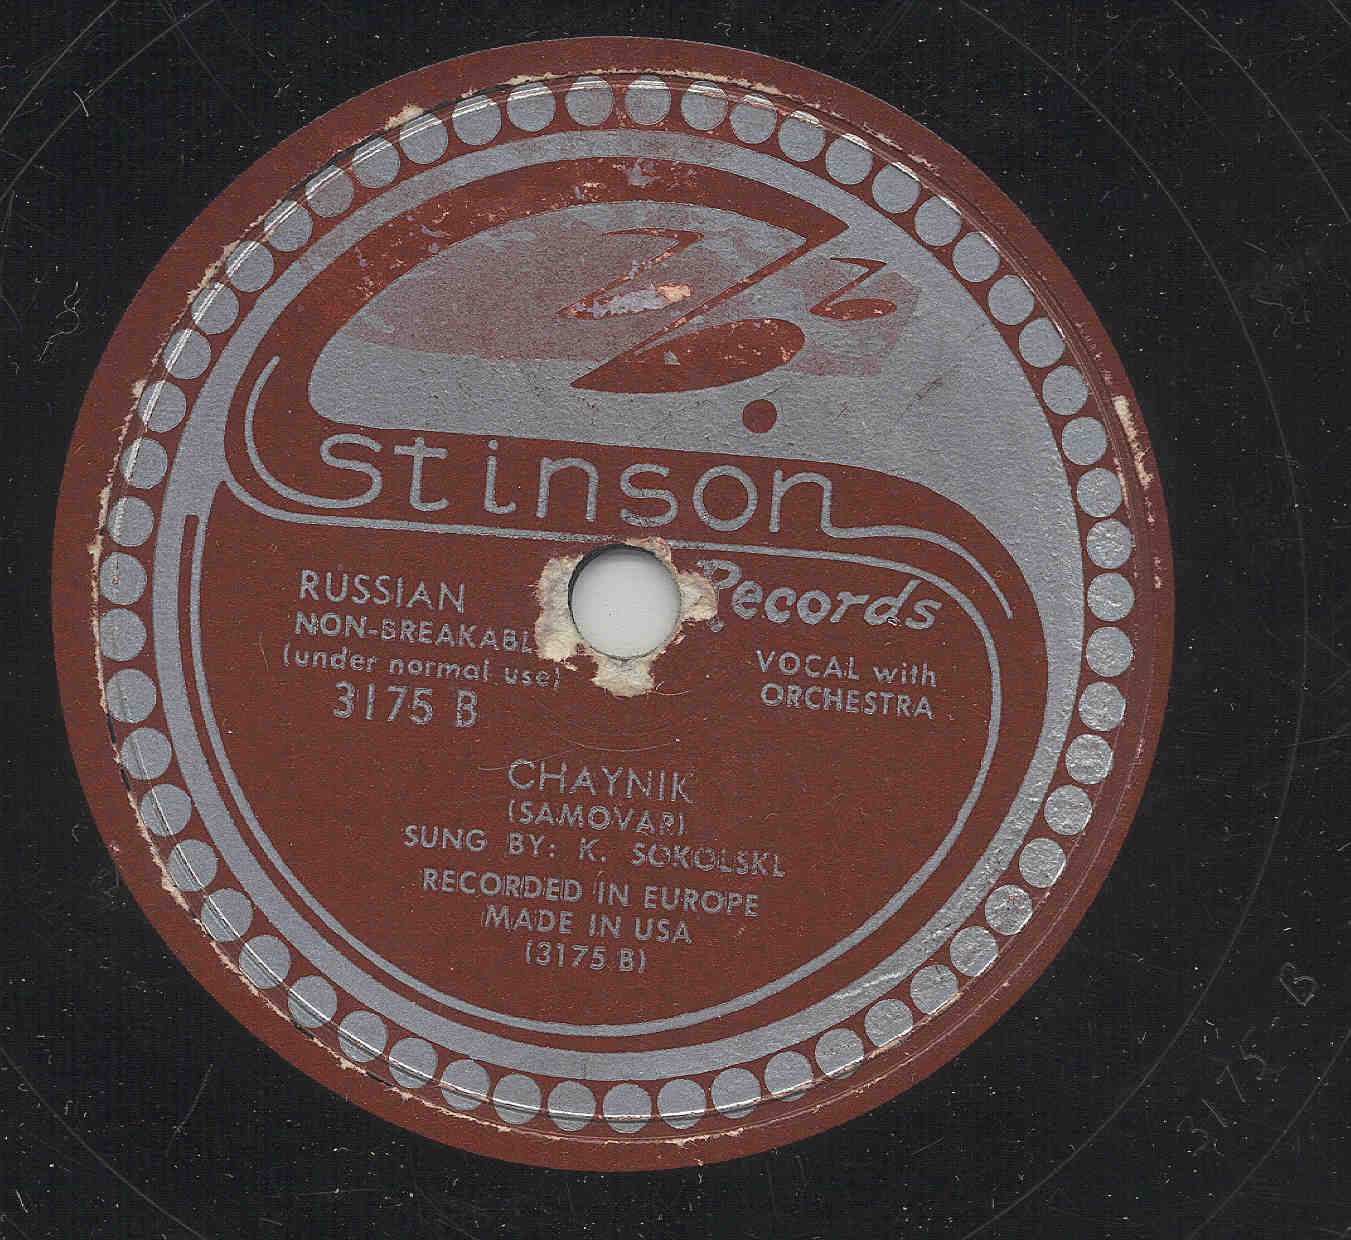 Stinson
Records
RUSSIAN
NON-BREAKABL
(under normal use)
3175 B
VOCAL with
ORCHESTRA
CHAYNIK
(SAMOVAR)
SUNG BY: K. SOKOLSKI.
RECORDED IN EUROPE
MADE IN USA
(3175 B)
3175-B